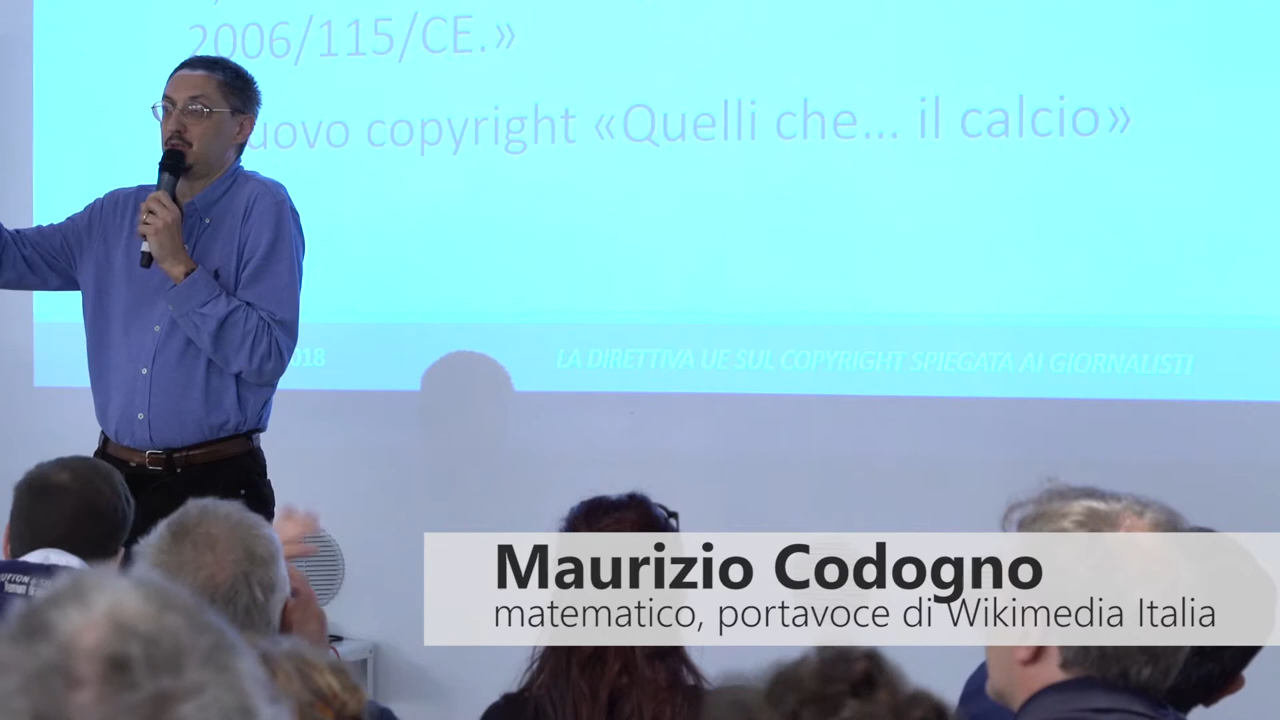 2006/115/CE.»
uovo copyright «Quelli che... il calcio»
018 LA DIRETTIVA UE SUL COPYRIGHT SPIEGATA AI GIORNALISTI
Maurizio Codogno
matematico, portavoce di Wikimedia Italia